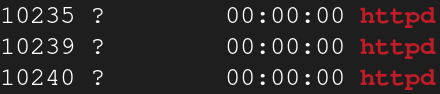 10235 ?        00:00:00 httpd
10239 ?        00:00:00 httpd
10240 ?        00:00:00 httpd